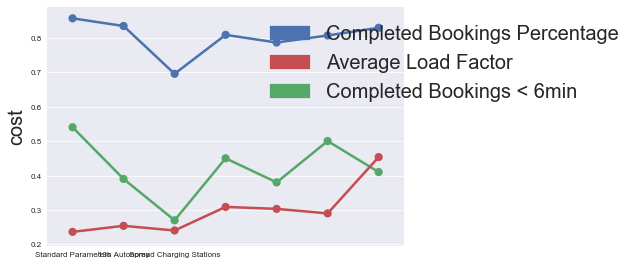 Completed Bookings Percentage
Average Load Factor
Completed Bookings < 6min
cost
0.8
0.7
0.6
0.5
0.4
0.3
0.2
Standard Parameters
Charging Stations